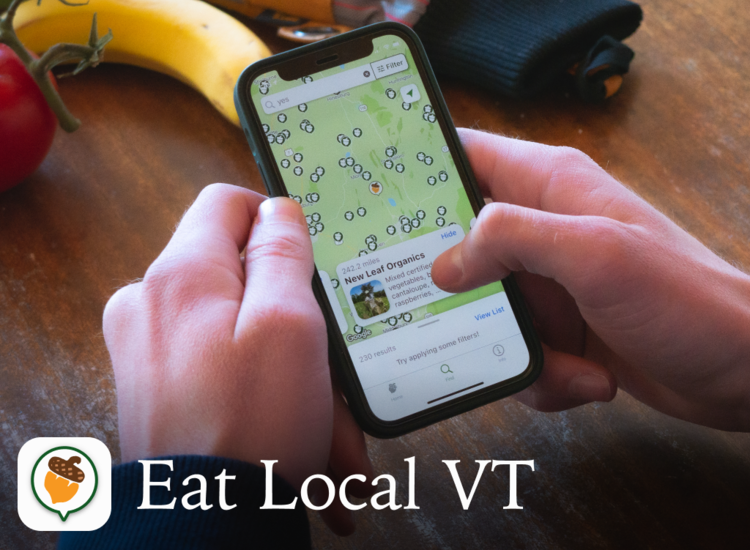 Filter
yes
Hide
242.2 miles
New Leaf Organics
Mixed certified
vegetables, b
cantaloupe,
raspberries,
Google
View List
230 results
Try applying some filters!
Eat Local VT